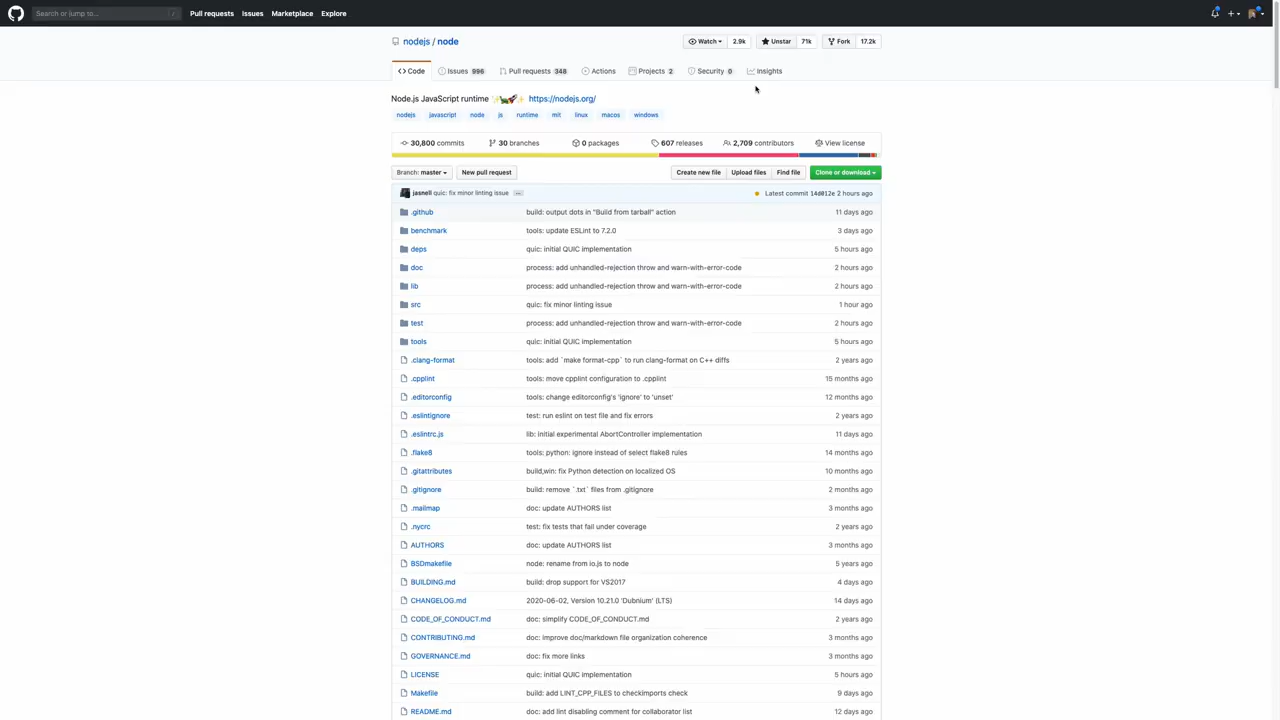 Search or jump to... /
Pull requests Issues Marketplace Explore
nodejs / node
Watch 2.9k Unstar 71k Fork 17.2k
Code Issues 996 Pull requests 348 Actions Projects 2 Security 0 Insights
Node.js JavaScript runtime ✨🐢🚀✨ https://nodejs.org/
nodejs javascript node js runtime mit linux macos windows
30,800 commits 30 branches 0 packages 607 releases 2,709 contributors View license
Branch: master New pull request Create new file Upload files Find file Clone or download
jasnell quic: fix minor linting issue ... Latest commit 14d012e 2 hours ago
.github build: output dots in "Build from tarball" action 11 days ago
benchmark tools: update ESLint to 7.2.0 3 days ago
deps quic: initial QUIC implementation 5 hours ago
doc process: add unhandled-rejection throw and warn-with-error-code 2 hours ago
lib process: add unhandled-rejection throw and warn-with-error-code 2 hours ago
src quic: fix minor linting issue 1 hour ago
test process: add unhandled-rejection throw and warn-with-error-code 2 hours ago
tools quic: initial QUIC implementation 5 hours ago
.clang-format tools: add `make format-cpp` to run clang-format on C++ diffs 2 years ago
.cpplint tools: move cpplint configuration to .cpplint 15 months ago
.editorconfig tools: change editorconfig's 'ignore' to 'unset' 12 months ago
.eslintignore test: run eslint on test file and fix errors 2 years ago
.eslintrc.js lib: initial experimental AbortController implementation 11 days ago
.flake8 tools: python: ignore instead of select flake8 rules 14 months ago
.gitattributes build,win: fix Python detection on localized OS 10 months ago
.gitignore build: remove `.txt` files from .gitignore 2 months ago
.mailmap doc: update AUTHORS list 3 months ago
.nycrc test: fix tests that fail under coverage 2 years ago
AUTHORS doc: update AUTHORS list 3 months ago
BSDmakefile node: rename from io.js to node 5 years ago
BUILDING.md build: drop support for VS2017 4 days ago
CHANGELOG.md 2020-06-02, Version 10.21.0 'Dubnium' (LTS) 14 days ago
CODE_OF_CONDUCT.md doc: simplify CODE_OF_CONDUCT.md 2 years ago
CONTRIBUTING.md doc: improve doc/markdown file organization coherence 3 months ago
GOVERNANCE.md doc: fix more links 3 months ago
LICENSE quic: initial QUIC implementation 5 hours ago
Makefile build: add LINT_CPP_FILES to checkimports check 9 days ago
README.md doc: add lint disabling comment for collaborator list 12 days ago